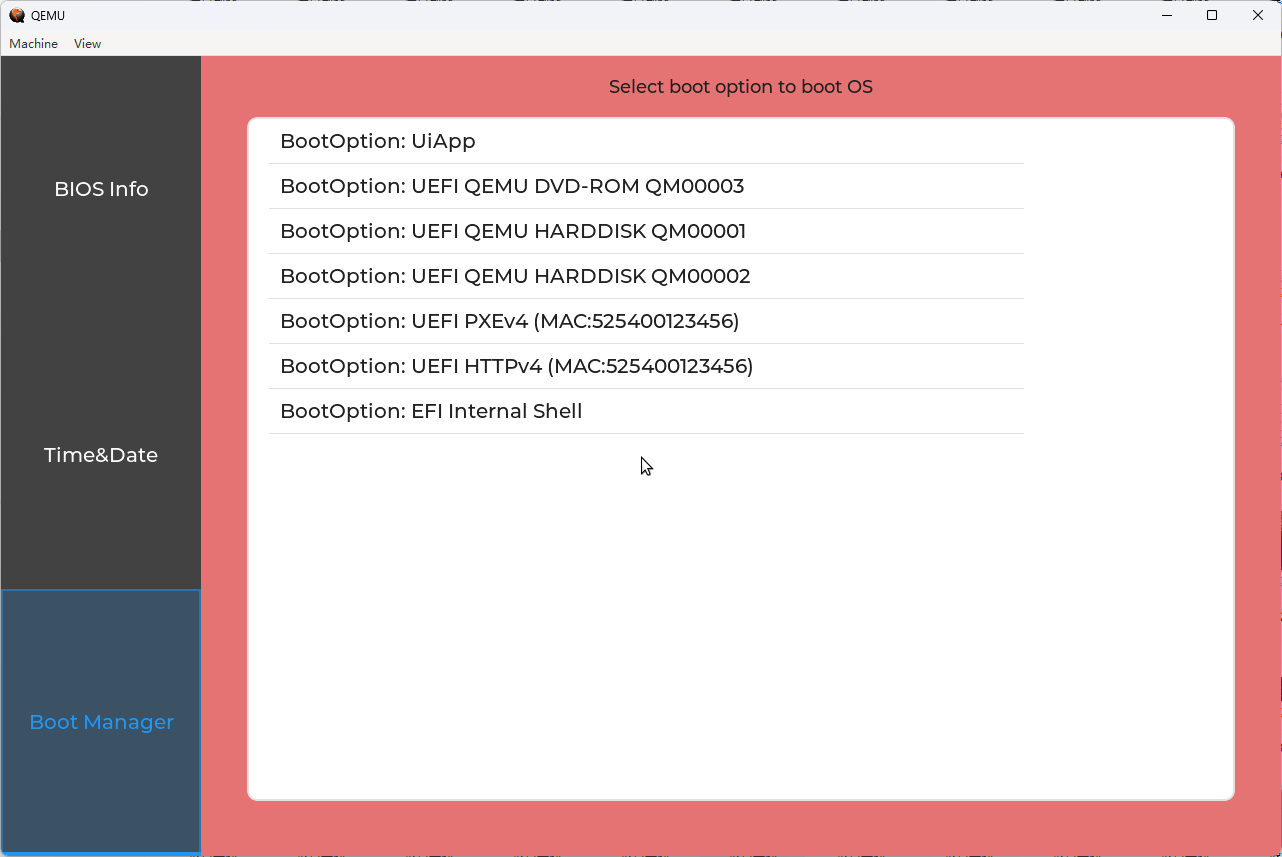 QEMU
Machine View
BIOS Info
Time&Date
Boot Manager
Select boot option to boot OS
BootOption: UiApp
BootOption: UEFI QEMU DVD-ROM QM00003
BootOption: UEFI QEMU HARDDISK QM00001
BootOption: UEFI QEMU HARDDISK QM00002
BootOption: UEFI PXEv4 (MAC:525400123456)
BootOption: UEFI HTTPv4 (MAC:525400123456)
BootOption: EFI Internal Shell